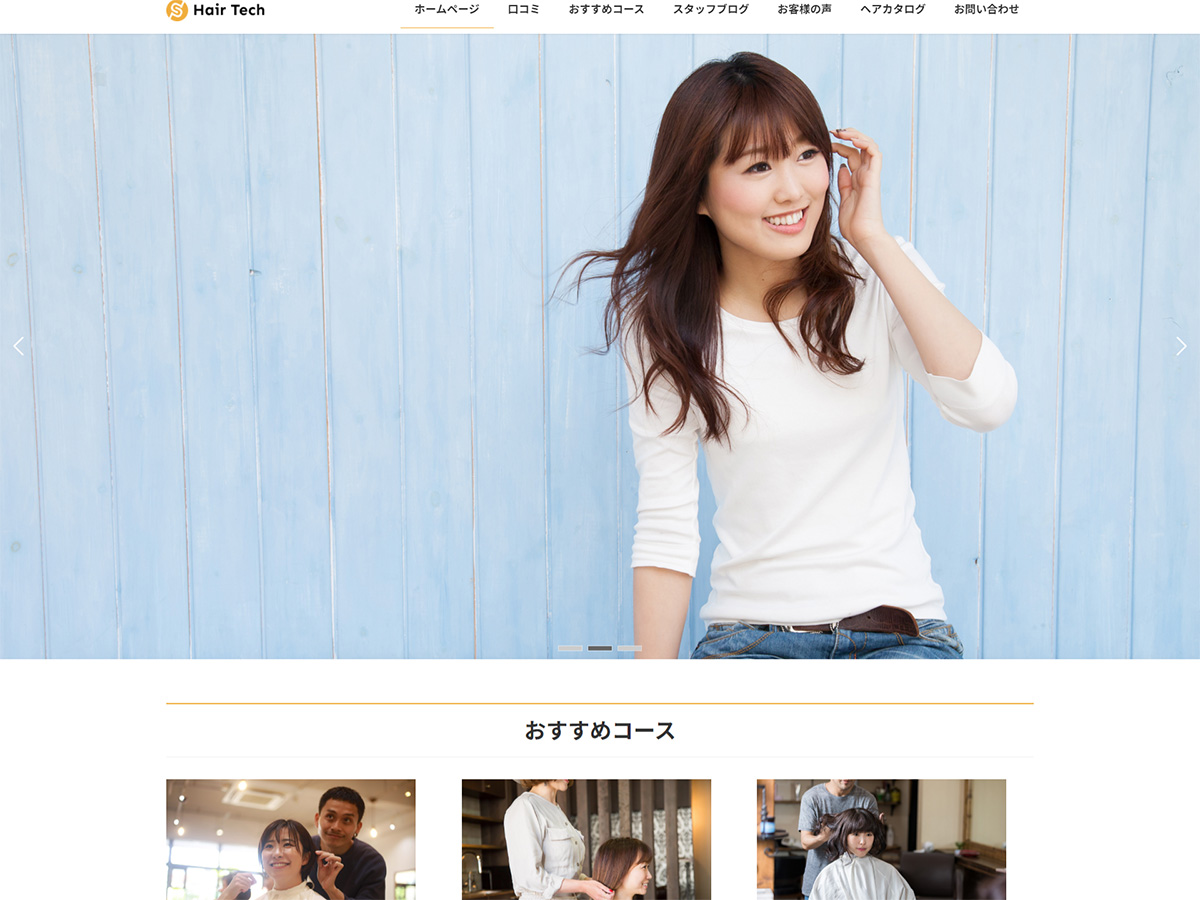 Hair Tech
ホームページ
口コミ
おすすめコース
スタッフブログ
お客様の声
ヘアカタログ
お問い合わせ
おすすめコース